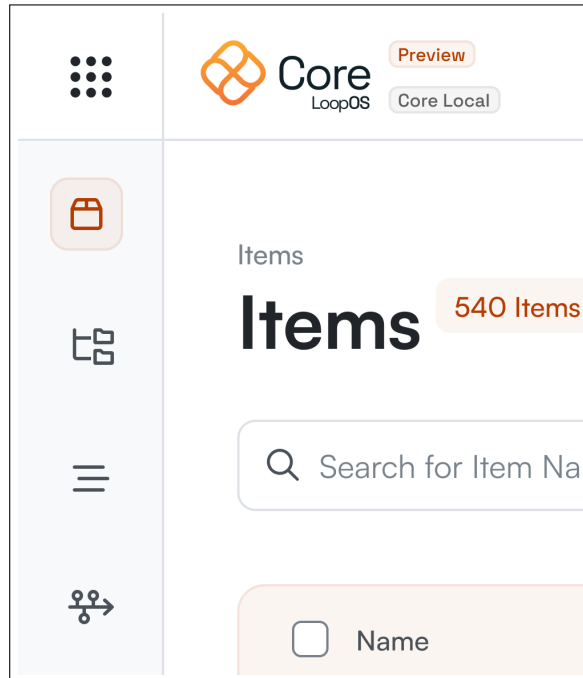 Core
LoopOS
Preview
Core Local
Items
Items
540 Items
Search for Item Na
Name